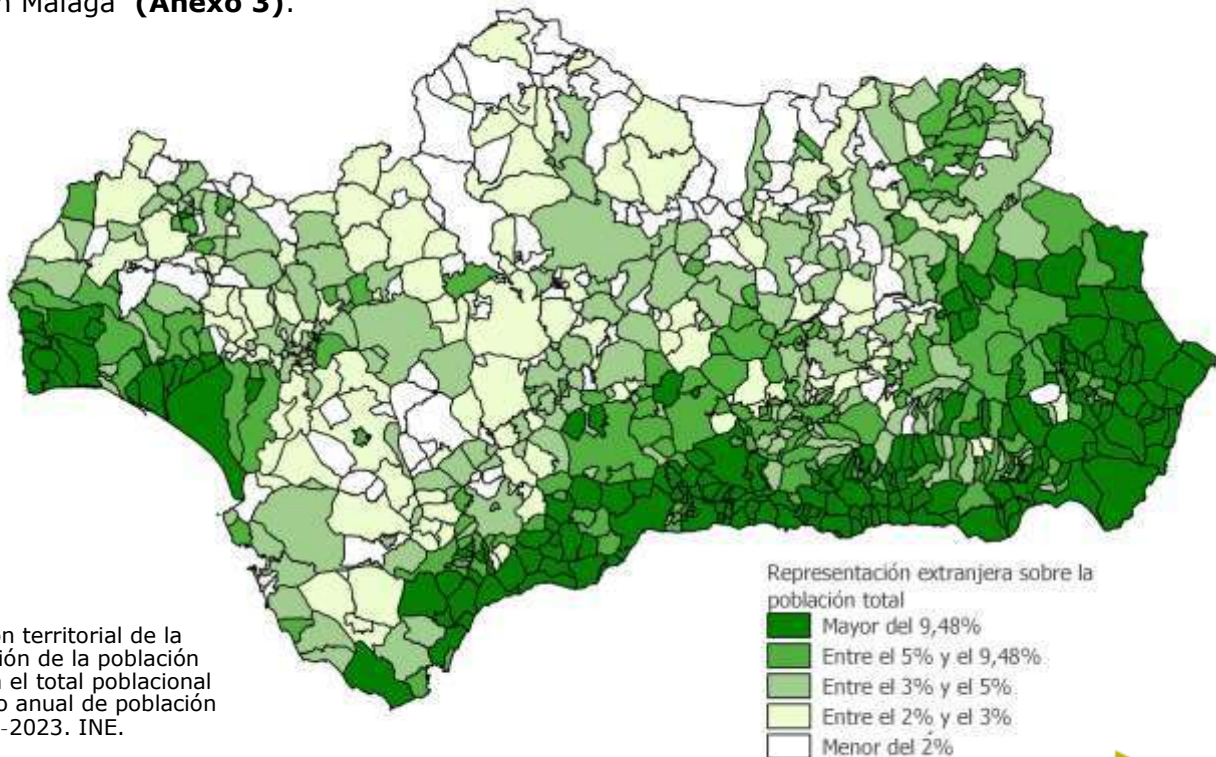 n Málaga (Anexo 3).
Representación extranjera sobre la
población total
Mayor del 9,48%
Entre el 5% y el 9,48%
Entre el 3% y el 5%
Entre el 2% y el 3%
Menor del 2%
ón territorial de la
ción de la población
n el total poblacional
o anual de población
-2023. INE.